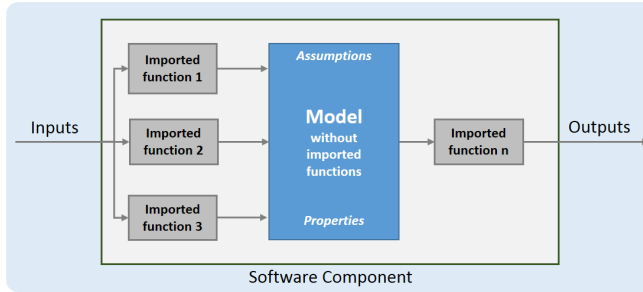 Imported
function 1
Assumptions
Inputs
Imported
function 2
Model
without
imported
functions
Imported
function n
Outputs
Imported
function 3
Properties
Software Component